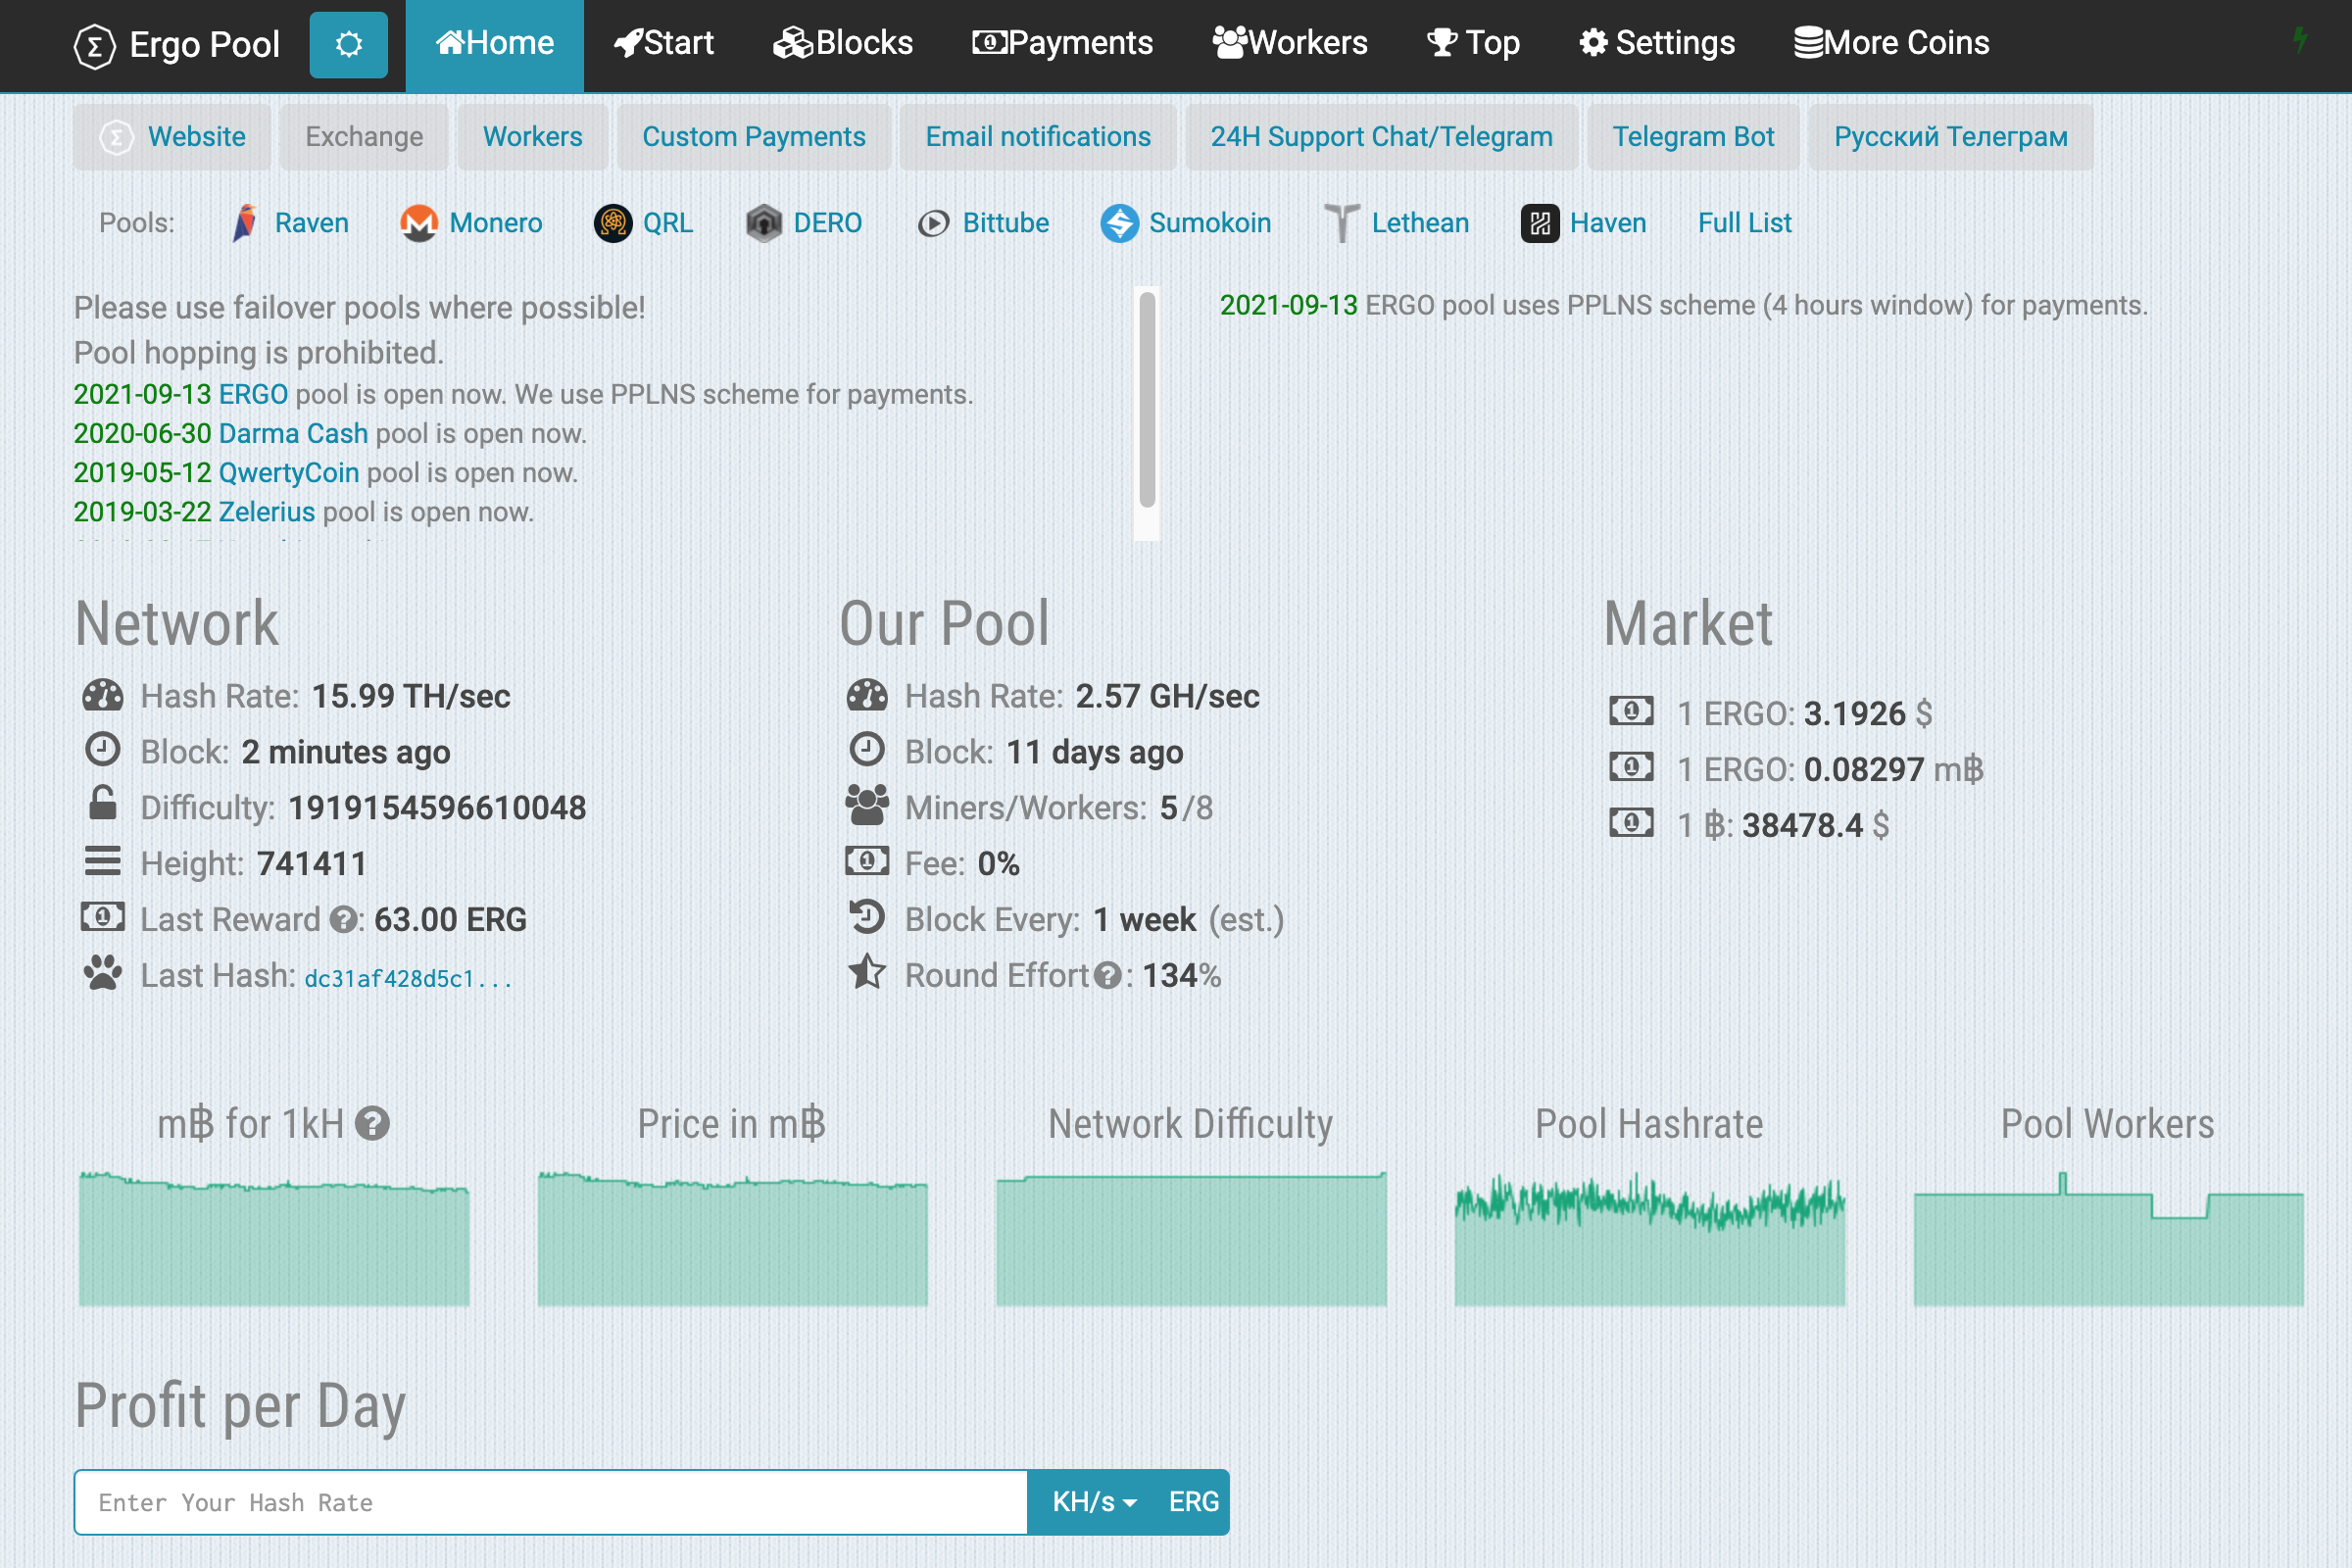 Ergo Pool Home Start Blocks Payments Workers Top Settings More Coins
Website Exchange Workers Custom Payments Email notifications 24H Support Chat/Telegram Telegram Bot Русский Телеграм
Pools: Raven Monero QRL DERO Bittube Sumokoin Lethean Haven Full List
Please use failover pools where possible!
Pool hopping is prohibited.
2021-09-13 ERGO pool is open now. We use PPLNS scheme for payments.
2020-06-30 Darma Cash pool is open now.
2019-05-12 QwertyCoin pool is open now.
2019-03-22 Zelerius pool is open now.
2021-09-13 ERGO pool uses PPLNS scheme (4 hours window) for payments.
Network
Hash Rate: 15.99 TH/sec
Block: 2 minutes ago
Difficulty: 1919154596610048
Height: 741411
Last Reward ?: 63.00 ERG
Last Hash: dc31af428d5c1...
Our Pool
Hash Rate: 2.57 GH/sec
Block: 11 days ago
Miners/Workers: 5/8
Fee: 0%
Block Every: 1 week (est.)
Round Effort?: 134%
Market
1 ERGO: 3.1926 $
1 ERGO: 0.08297 m฿
1 ฿: 38478.4 $
m฿ for 1kH ?
Price in m฿
Network Difficulty
Pool Hashrate
Pool Workers
Profit per Day
Enter Your Hash Rate KH/s ERG